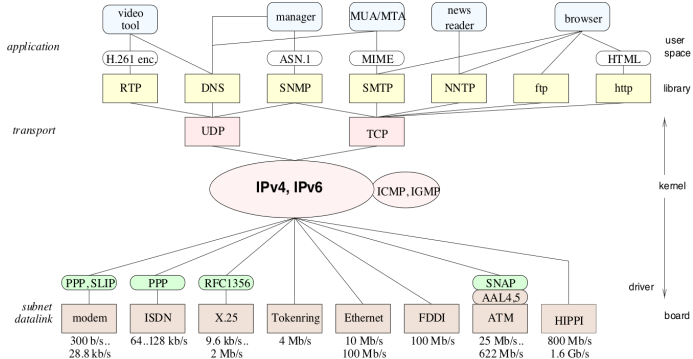 video
tool
manager
MUA/MTA
news
reader
browser
application
user
space
H.261 enc.
ASN.1
MIME
HTML
RTP
DNS
SNMP
SMTP
NNTP
ftp
http
library
transport
UDP
TCP
IPv4, IPv6
ICMP, IGMP
kernel
PPP, SLIP
PPP
RFC1356
SNAP
AAL4,5
driver
subnet
datalink
modem
ISDN
X.25
Tokenring
Ethernet
FDDI
ATM
HIPPI
board
300 b/s..
28.8 kb/s
64..128 kb/s
9.6 kb/s..
2 Mb/s
4 Mb/s
10 Mb/s
100 Mb/s
100 Mb/s
25 Mb/s..
622 Mb/s
800 Mb/s
1.6 Gb/s